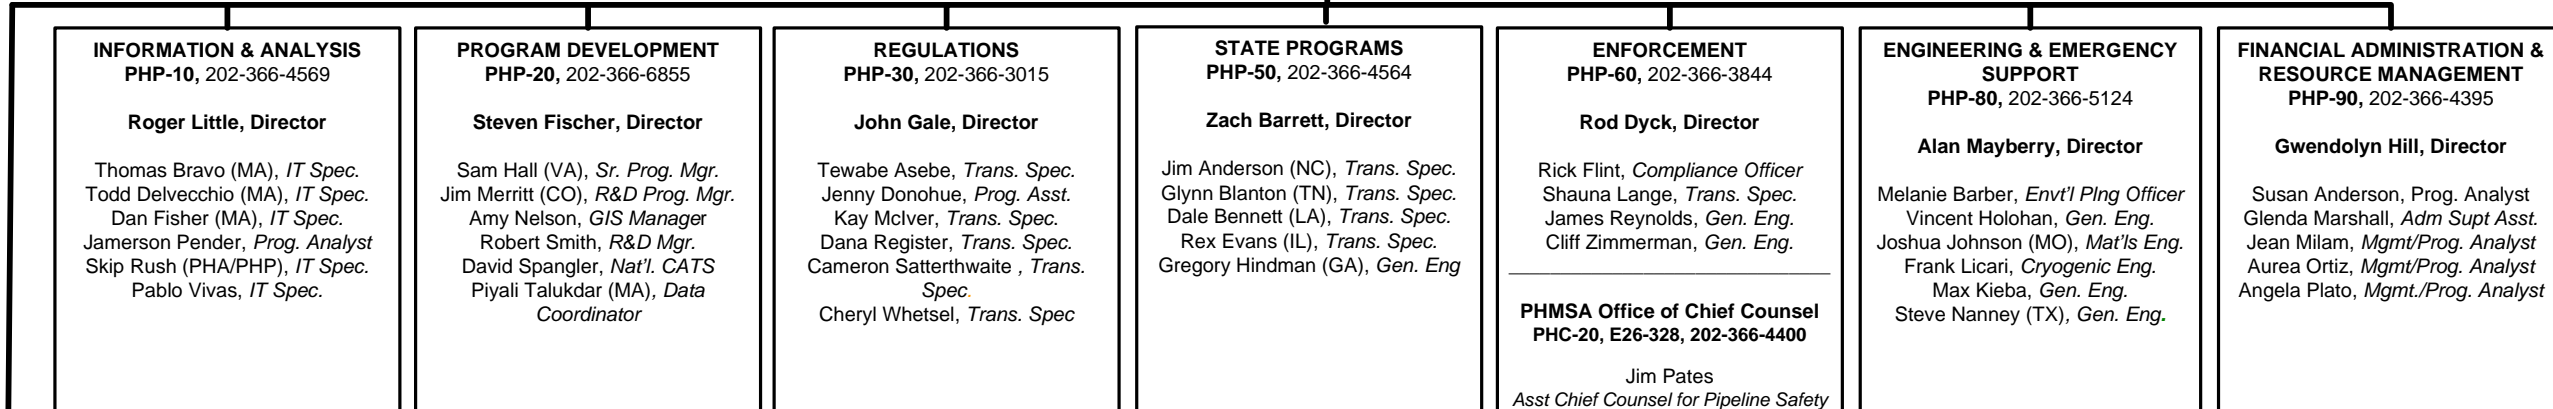 INFORMATION & ANALYSIS
PHP-10, 202-366-4569
Roger Little, Director
Thomas Bravo (MA), IT Spec.
Todd Delvecchio (MA), IT Spec.
Dan Fisher (MA), IT Spec.
Jamerson Pender, Prog. Analyst
Skip Rush (PHA/PHP), IT Spec.
Pablo Vivas, IT Spec.
PROGRAM DEVELOPMENT
PHP-20, 202-366-6855
Steven Fischer, Director
Sam Hall (VA), Sr. Prog. Mgr.
Jim Merritt (CO), R&D Prog. Mgr.
Amy Nelson, GIS Manager
Robert Smith, R&D Mgr.
David Spangler, Nat'l. CATS
Piyali Talukdar (MA), Data
Coordinator
REGULATIONS
PHP-30, 202-366-3015
John Gale, Director
Tewabe Asebe, Trans. Spec.
Jenny Donohue, Prog. Asst.
Kay McIver, Trans. Spec.
Dana Register, Trans. Spec.
Cameron Satterthwaite , Trans.
Spec.
Cheryl Whetsel, Trans. Spec
STATE PROGRAMS
PHP-50, 202-366-4564
Zach Barrett, Director
Jim Anderson (NC), Trans. Spec.
Glynn Blanton (TN), Trans. Spec.
Dale Bennett (LA), Trans. Spec.
Rex Evans (IL), Trans. Spec.
Gregory Hindman (GA), Gen. Eng
ENFORCEMENT
PHP-60, 202-366-3844
Rod Dyck, Director
Rick Flint, Compliance Officer
Shauna Lange, Trans. Spec.
James Reynolds, Gen. Eng.
Cliff Zimmerman, Gen. Eng.
PHMSA Office of Chief Counsel
PHC-20, E26-328, 202-366-4400
Jim Pates
Asst Chief Counsel for Pipeline Safety
ENGINEERING & EMERGENCY
SUPPORT
PHP-80, 202-366-5124
Alan Mayberry, Director
Melanie Barber, Envt'l Plng Officer
Vincent Holohan, Gen. Eng.
Joshua Johnson (MO), Mat'ls Eng.
Frank Licari, Cryogenic Eng.
Max Kieba, Gen. Eng.
Steve Nanney (TX), Gen. Eng.
FINANCIAL ADMINISTRATION &
RESOURCE MANAGEMENT
PHP-90, 202-366-4395
Gwendolyn Hill, Director
Susan Anderson, Prog. Analyst
Glenda Marshall, Adm Supt Asst.
Jean Milam, Mgmt/Prog. Analyst
Aurea Ortiz, Mgmt/Prog. Analyst
Angela Plato, Mgmt./Prog. Analyst